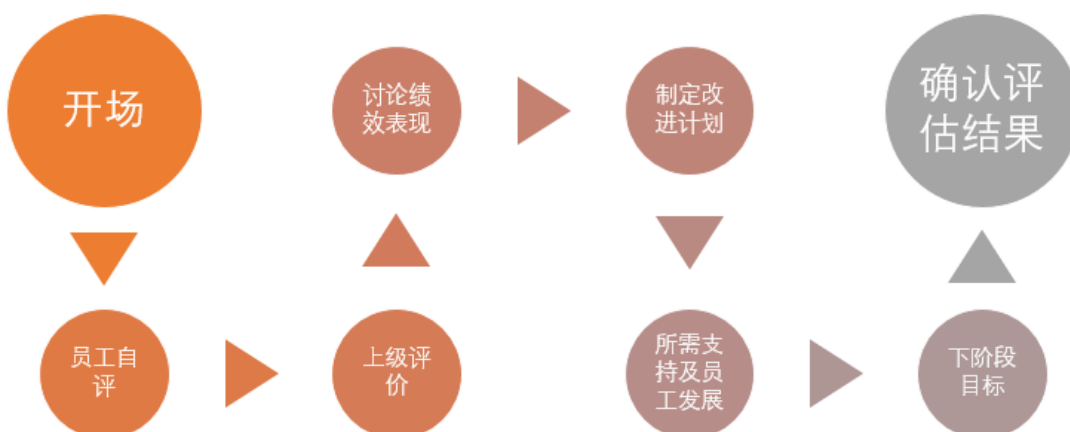 开场
员工自
评
上级评
价
讨论绩
效表现
制定改
进计划
所需支
持及员
工发展
下阶段
目标
确认评
估结果